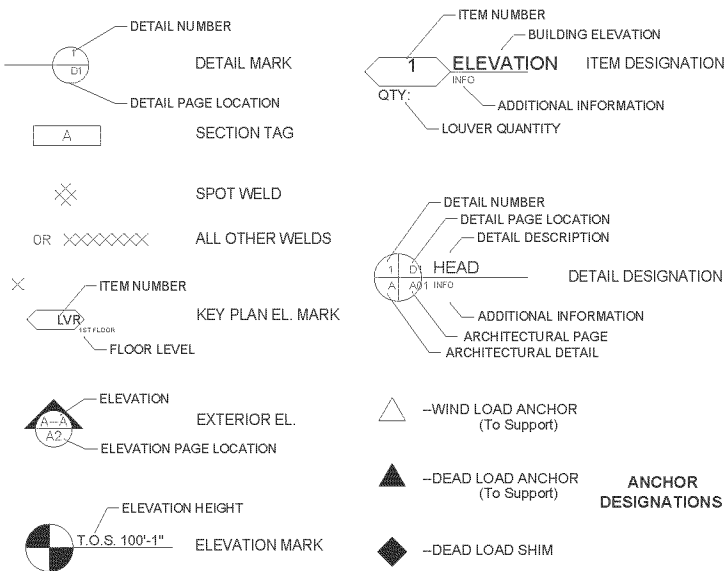 DETAIL NUMBER
1
D1
DETAIL MARK
DETAIL PAGE LOCATION
A
SECTION TAG
SPOT WELD
OR
ALL OTHER WELDS
ITEM NUMBER
LVR
1ST FLOOR
KEY PLAN EL. MARK
FLOOR LEVEL
ELEVATION
A--A
A2
EXTERIOR EL.
ELEVATION PAGE LOCATION
ELEVATION HEIGHT
T.O.S. 100'-1"
ELEVATION MARK
ITEM NUMBER
BUILDING ELEVATION
1
ELEVATION
ITEM DESIGNATION
INFO
QTY:
ADDITIONAL INFORMATION
LOUVER QUANTITY
DETAIL NUMBER
DETAIL PAGE LOCATION
DETAIL DESCRIPTION
1
D1
HEAD
A
A01
INFO
DETAIL DESIGNATION
ADDITIONAL INFORMATION
ARCHITECTURAL PAGE
ARCHITECTURAL DETAIL
--WIND LOAD ANCHOR
(To Support)
--DEAD LOAD ANCHOR
(To Support)
ANCHOR
DESIGNATIONS
--DEAD LOAD SHIM